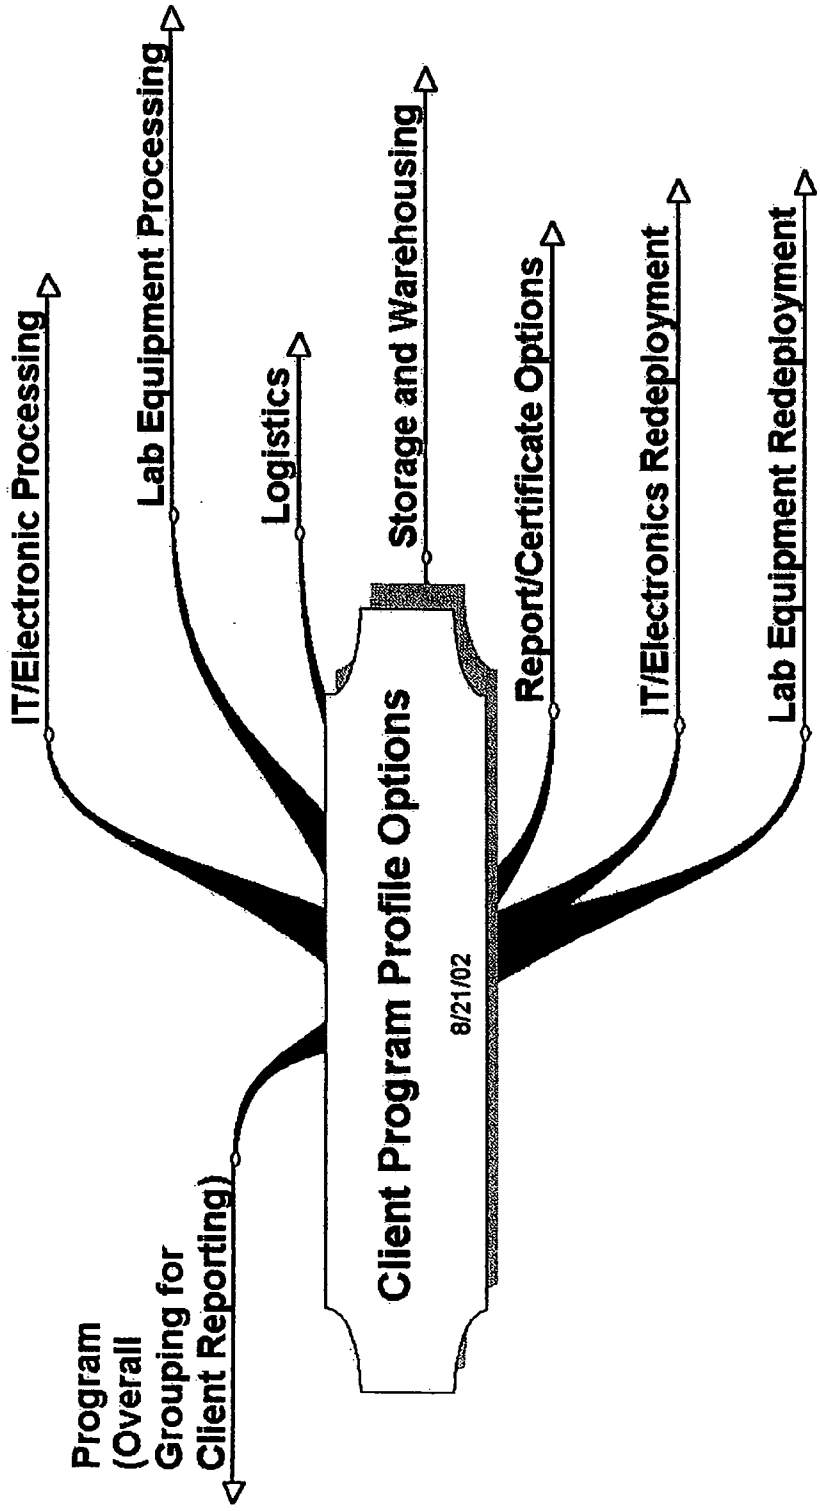 Program
(Overall
Grouping for
Client Reporting)
Client Program Profile Options
8/21/02
IT/Electronic Processing
Lab Equipment Processing
Logistics
Storage and Warehousing
Report/Certificate Options
IT/Electronics Redeployment
Lab Equipment Redeployment